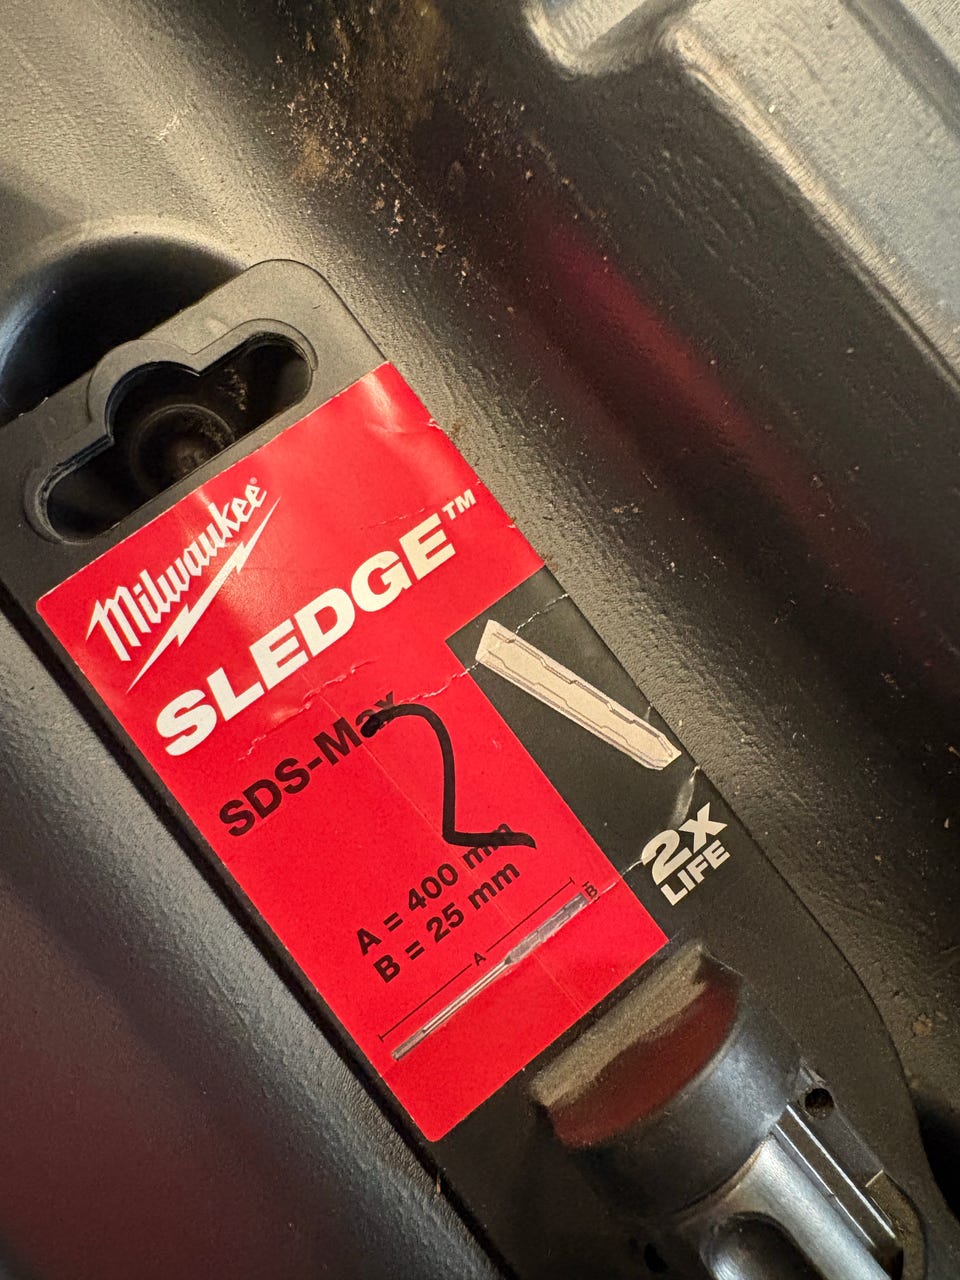 Milwaukee®
SLEDGE™
SDS-Max
2
A = 400 mm
B = 25 mm
B
A
2X
LIFE